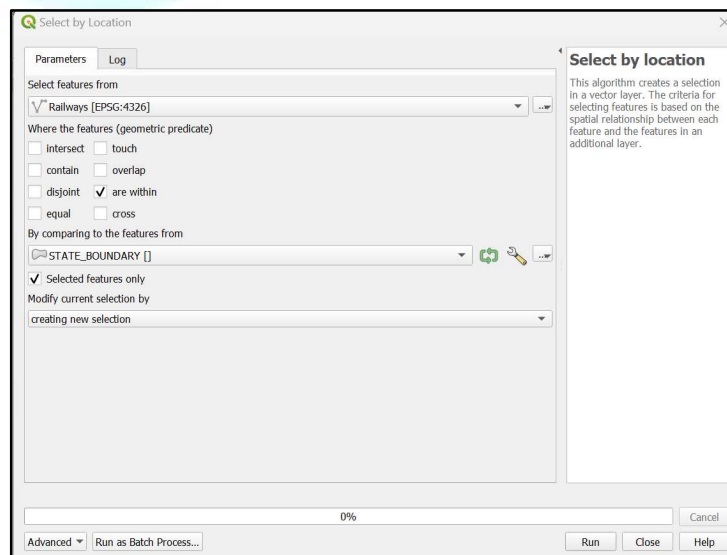 Select by Location
Parameters Log
Select features from
Railways [EPSG:4326]
Where the features (geometric predicate)
intersect touch
contain overlap
disjoint are within
equal cross
By comparing to the features from
STATE_BOUNDARY []
Selected features only
Modify current selection by
creating new selection
Select by location
This algorithm creates a selection
in a vector layer. The criteria for
selecting features is based on the
spatial relationship between each
feature and the features in an
additional layer.
0%
Cancel
Advanced Run as Batch Process... Run Close Help